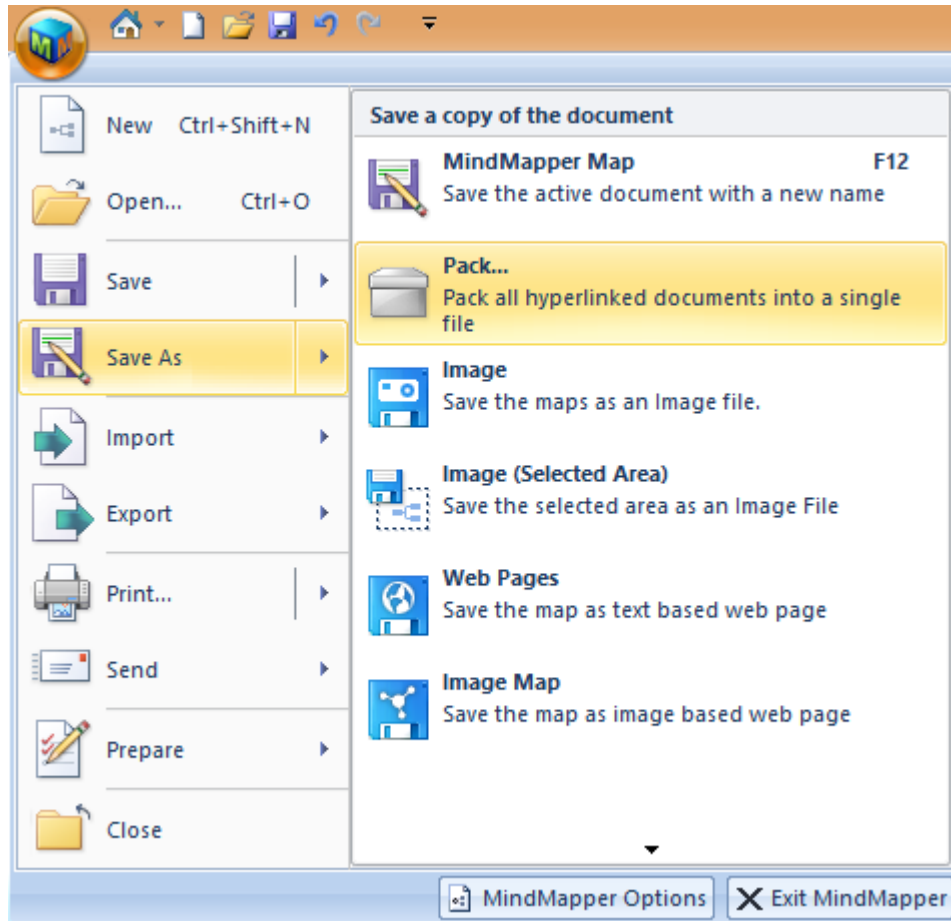 New Ctrl+Shift+N
Open... Ctrl+O
Save
Save As
Import
Export
Print...
Send
Prepare
Close
Save a copy of the document
MindMapper Map F12
Save the active document with a new name
Pack...
Pack all hyperlinked documents into a single
file
Image
Save the maps as an Image file.
Image (Selected Area)
Save the selected area as an Image File
Web Pages
Save the map as text based web page
Image Map
Save the map as image based web page
MindMapper Options
Exit MindMapper